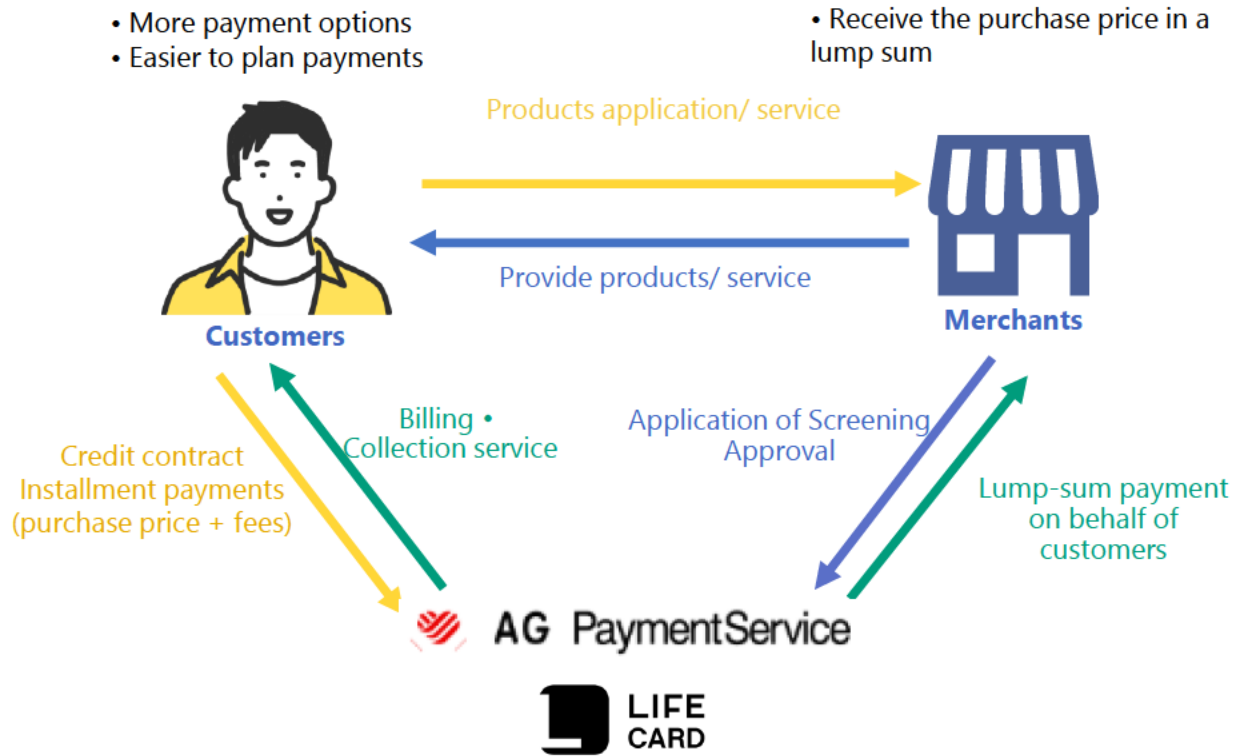 • More payment options
• Easier to plan payments
• Receive the purchase price in a
lump sum
Products application/ service
Provide products/ service
Customers
Merchants
Billing •
Collection service
Credit contract
Installment payments
(purchase price + fees)
Application of Screening
Approval
Lump-sum payment
on behalf of
customers
AG PaymentService
LIFE
CARD